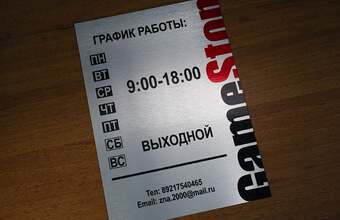 ГРАФИК РАБОТЫ:
ПН
ВТ
СР
ЧТ
ПТ
9:00-18:00
СБ
ВС
ВЫХОДНОЙ
Тел: 89217540465
Email: zna.2000@mail.ru
GameStop